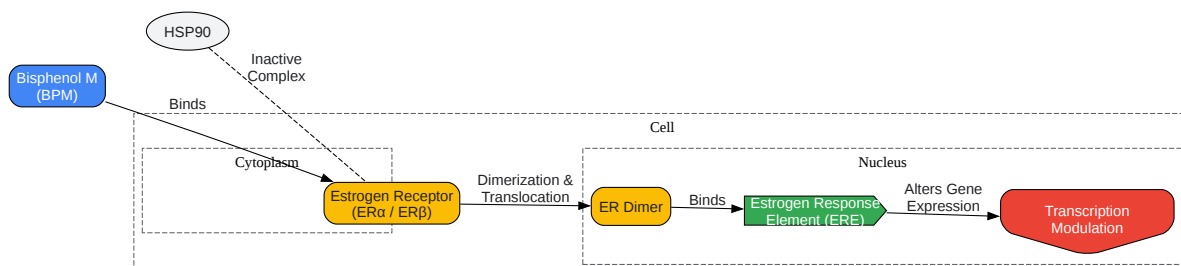 HSP90
Inactive
Complex
Bisphenol M
(BPM)
Binds
Cell
Cytoplasm
Nucleus
Estrogen Receptor
(ERα / ERβ)
Dimerization &
Translocation
ER Dimer
Binds
Estrogen Response
Element (ERE)
Alters Gene
Expression
Transcription
Modulation